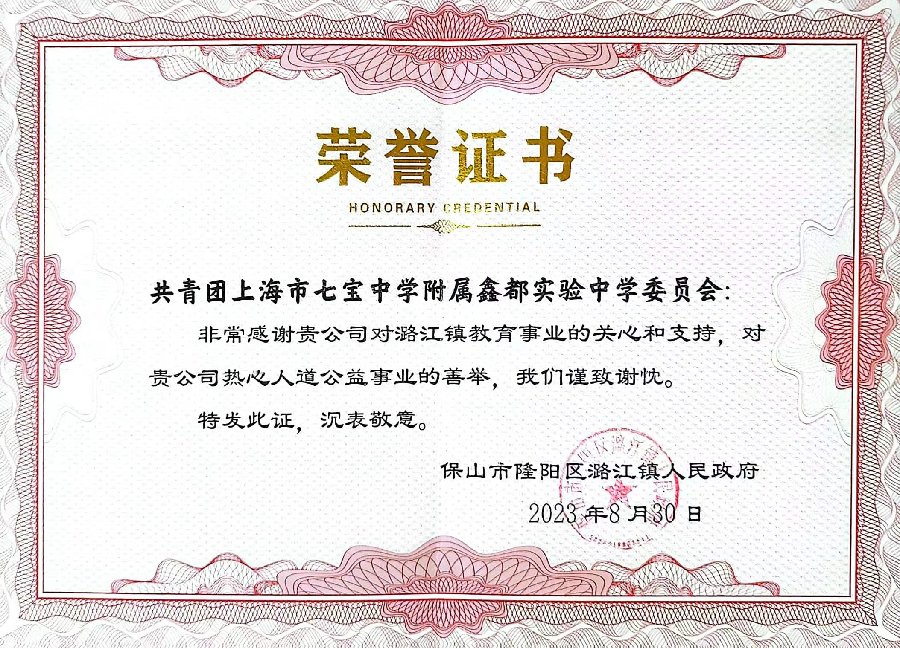 荣誉证书
HONORARY CREDENTIAL
共青团上海市七宝中学附属鑫都实验中学委员会：
非常感谢贵公司对潞江镇教育事业的关心和支持，对
贵公司热心人道公益事业的善举，我们谨致谢忱。
特发此证，沉表敬意。
保山市隆阳区潞江镇人民政府
2023年8月30日